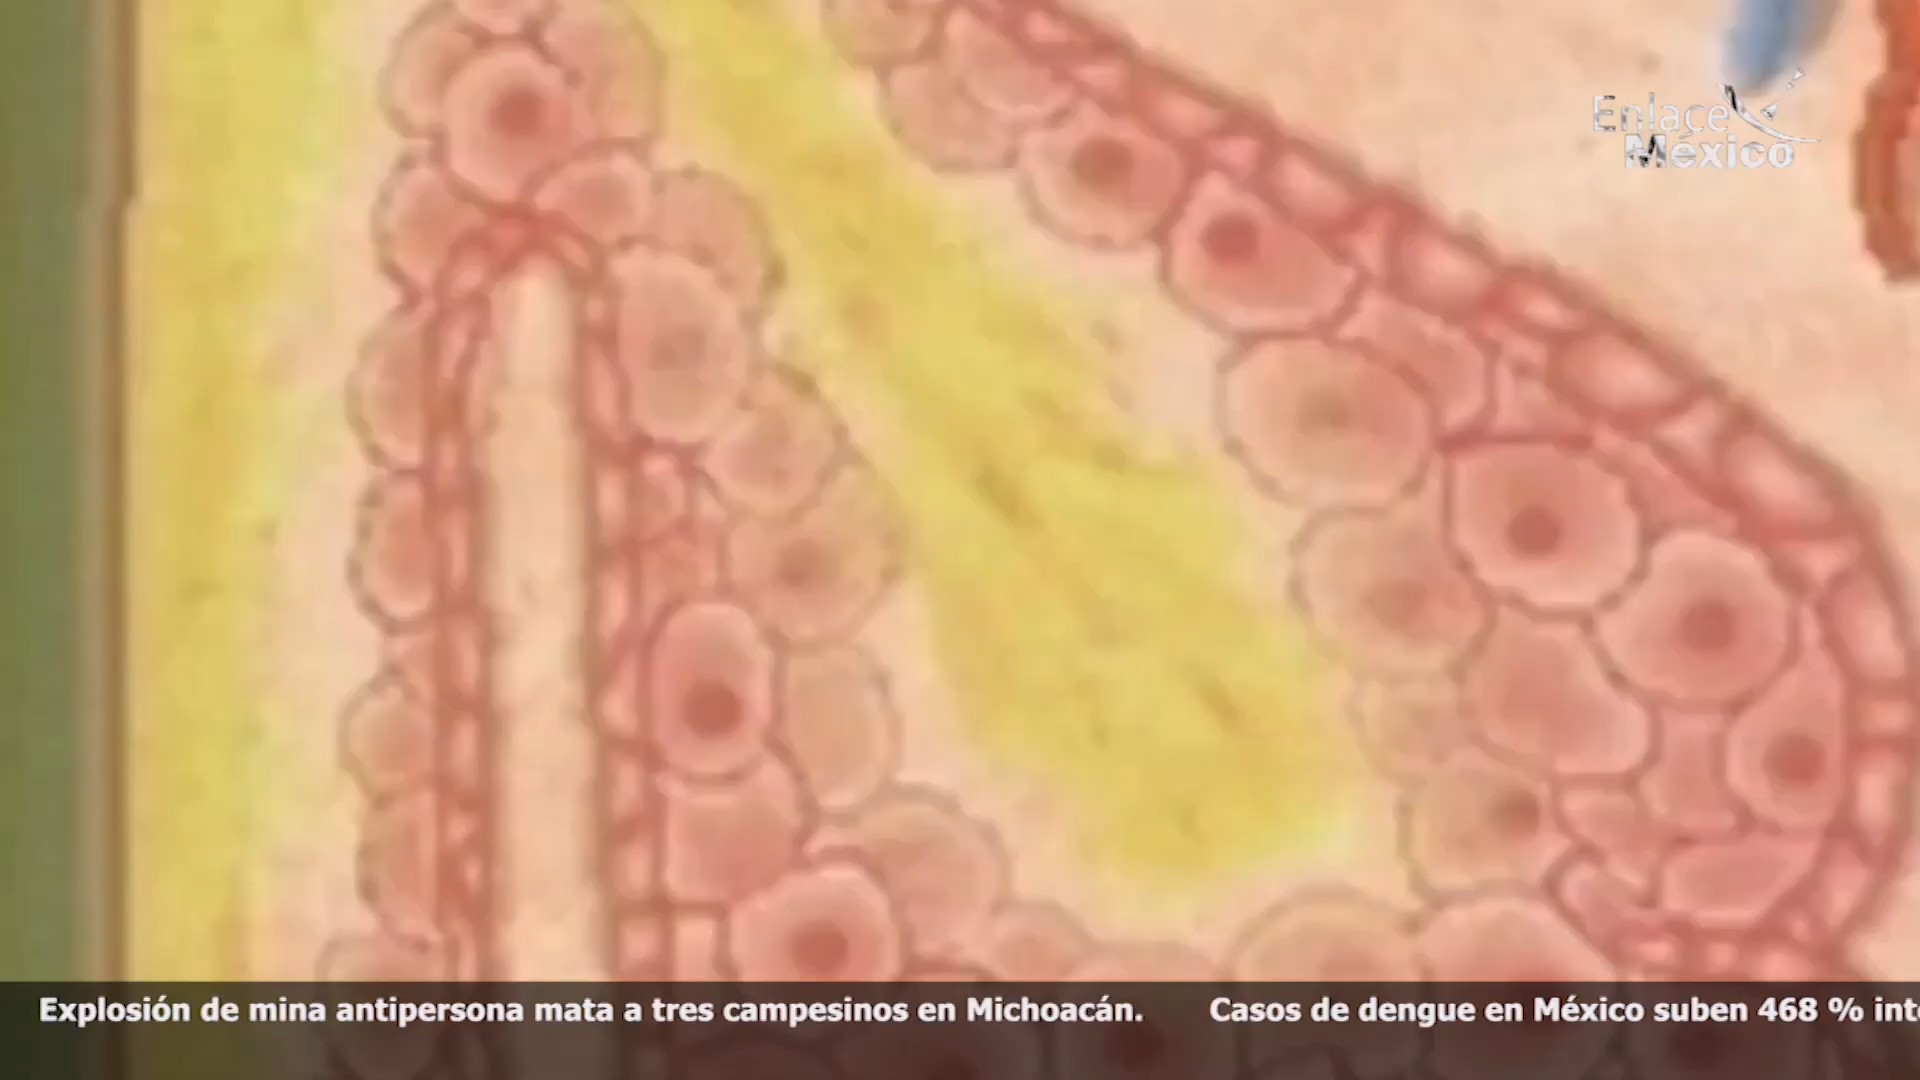 Enlace
México
Explosión de mina antipersona mata a tres campesinos en Michoacán. Casos de dengue en México suben 468 %